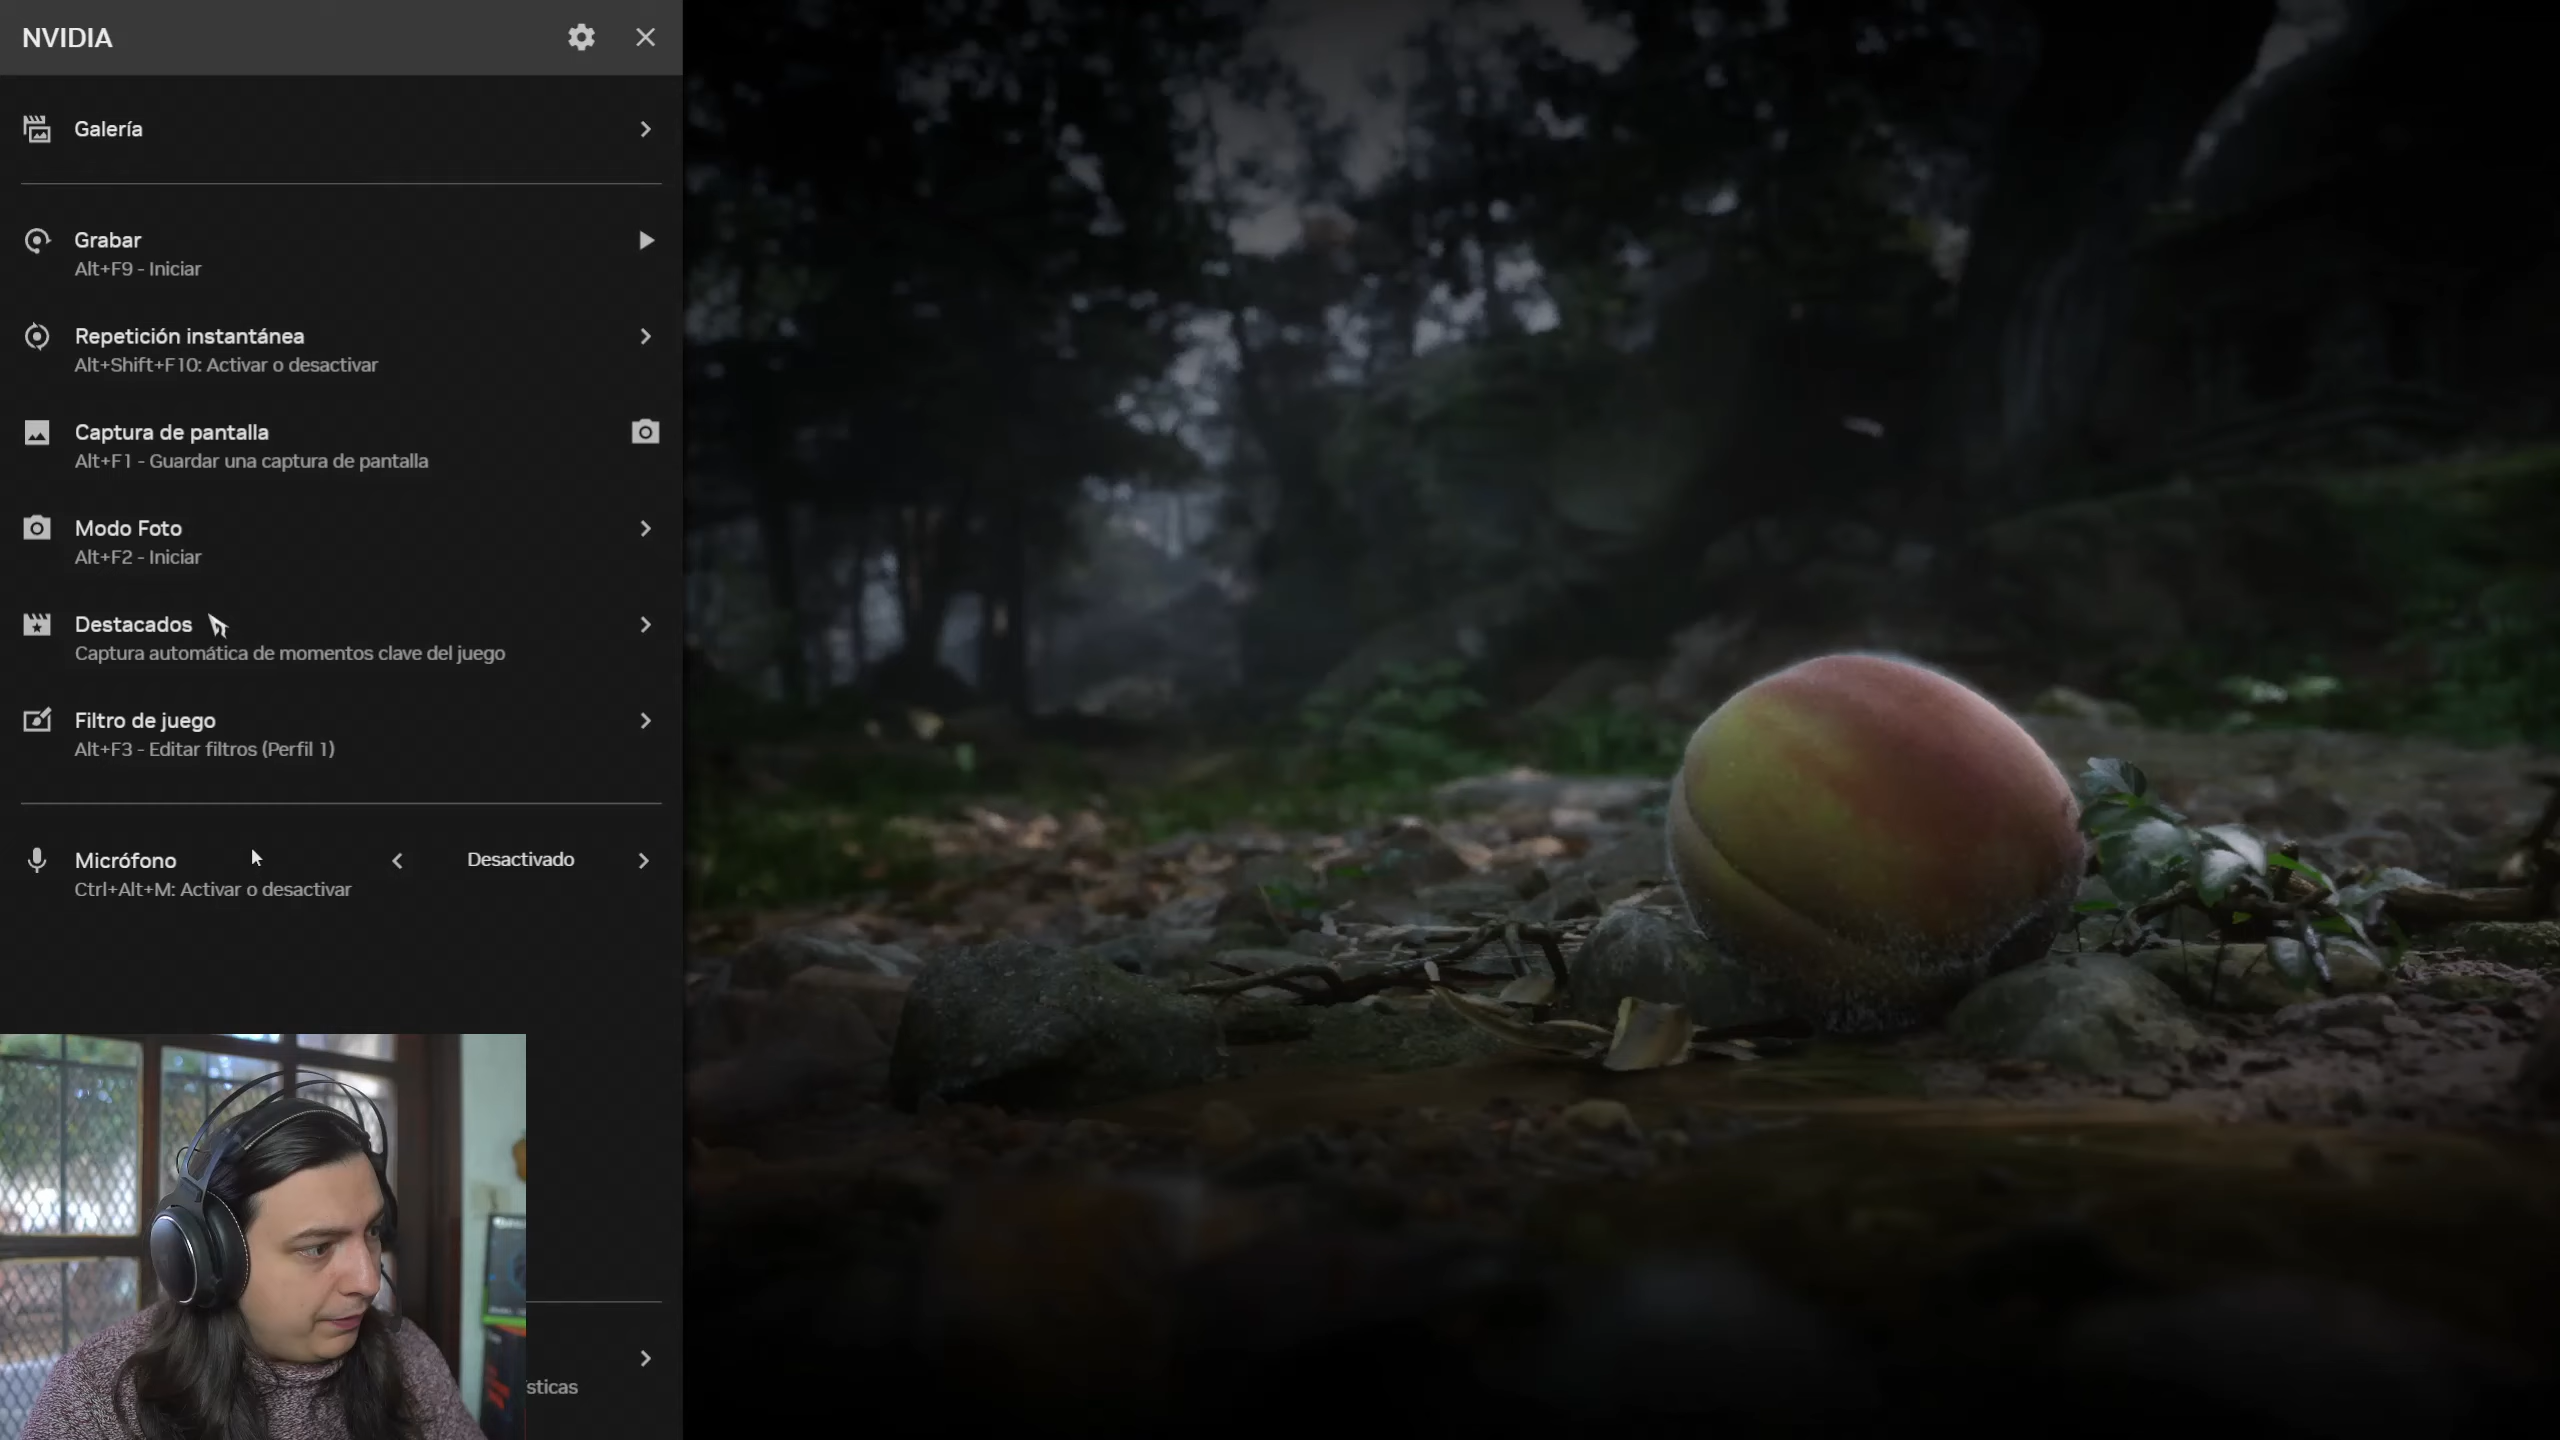 NVIDIA
Galería
Grabar
Alt+F9 - Iniciar
Repetición instantánea
Alt+Shift+F10: Activar o desactivar
Captura de pantalla
Alt+F1 - Guardar una captura de pantalla
Modo Foto
Alt+F2 - Iniciar
Destacados
Captura automática de momentos clave del juego
Filtro de juego
Alt+F3 - Editar filtros (Perfil 1)
Micrófono
Desactivado
Ctrl+Alt+M: Activar o desactivar